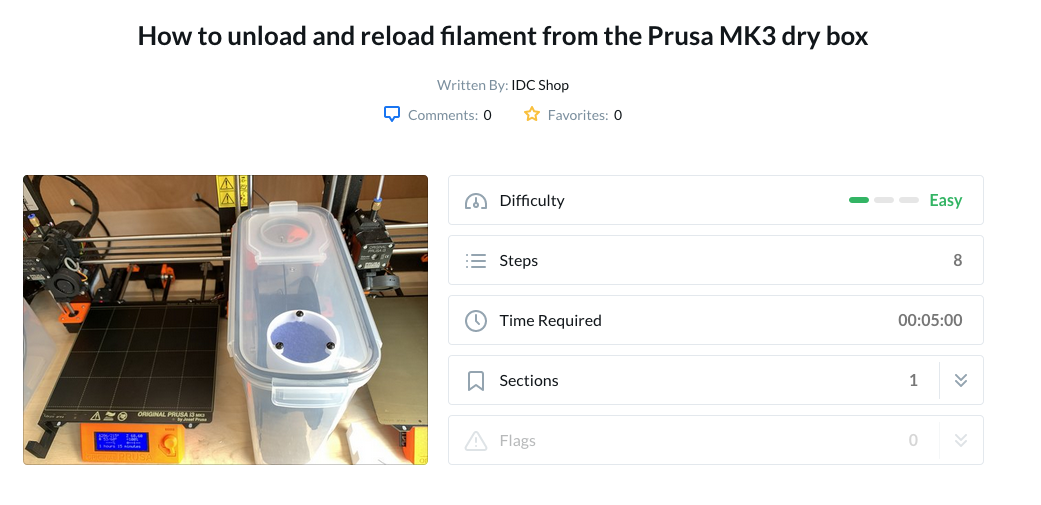 How to unload and reload filament from the Prusa MK3 dry box
Written By: IDC Shop
Comments: 0 Favorites: 0
Difficulty Easy
Steps 8
Time Required 00:05:00
Sections 1
Flags 0
ORIGINAL PRUSA i3 MK3
by Josef Prusa